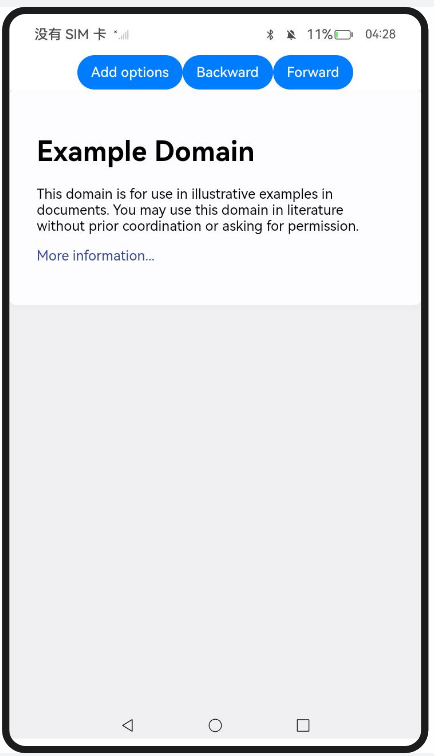 没有 SIM 卡 11% 04:28
Add options Backward Forward
Example Domain
This domain is for use in illustrative examples in
documents. You may use this domain in literature
without prior coordination or asking for permission.
More information...